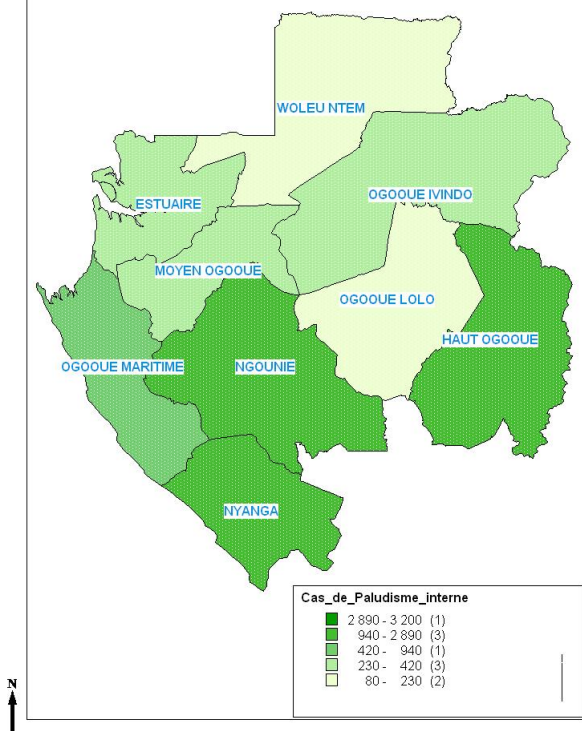 WOLEU NTEM
OGOOUE IVINDO
ESTUAIRE
MOYEN OGOOUE
OGOOUE LOLO
HAUT OGOOUE
OGOOUE MARITIME
NGOUNIE
NYANGA
Cas_de_Paludisme_interne
2 890 - 3 200 (1)
940 - 2 890 (3)
420 - 940 (1)
230 - 420 (3)
80 - 230 (2)
N